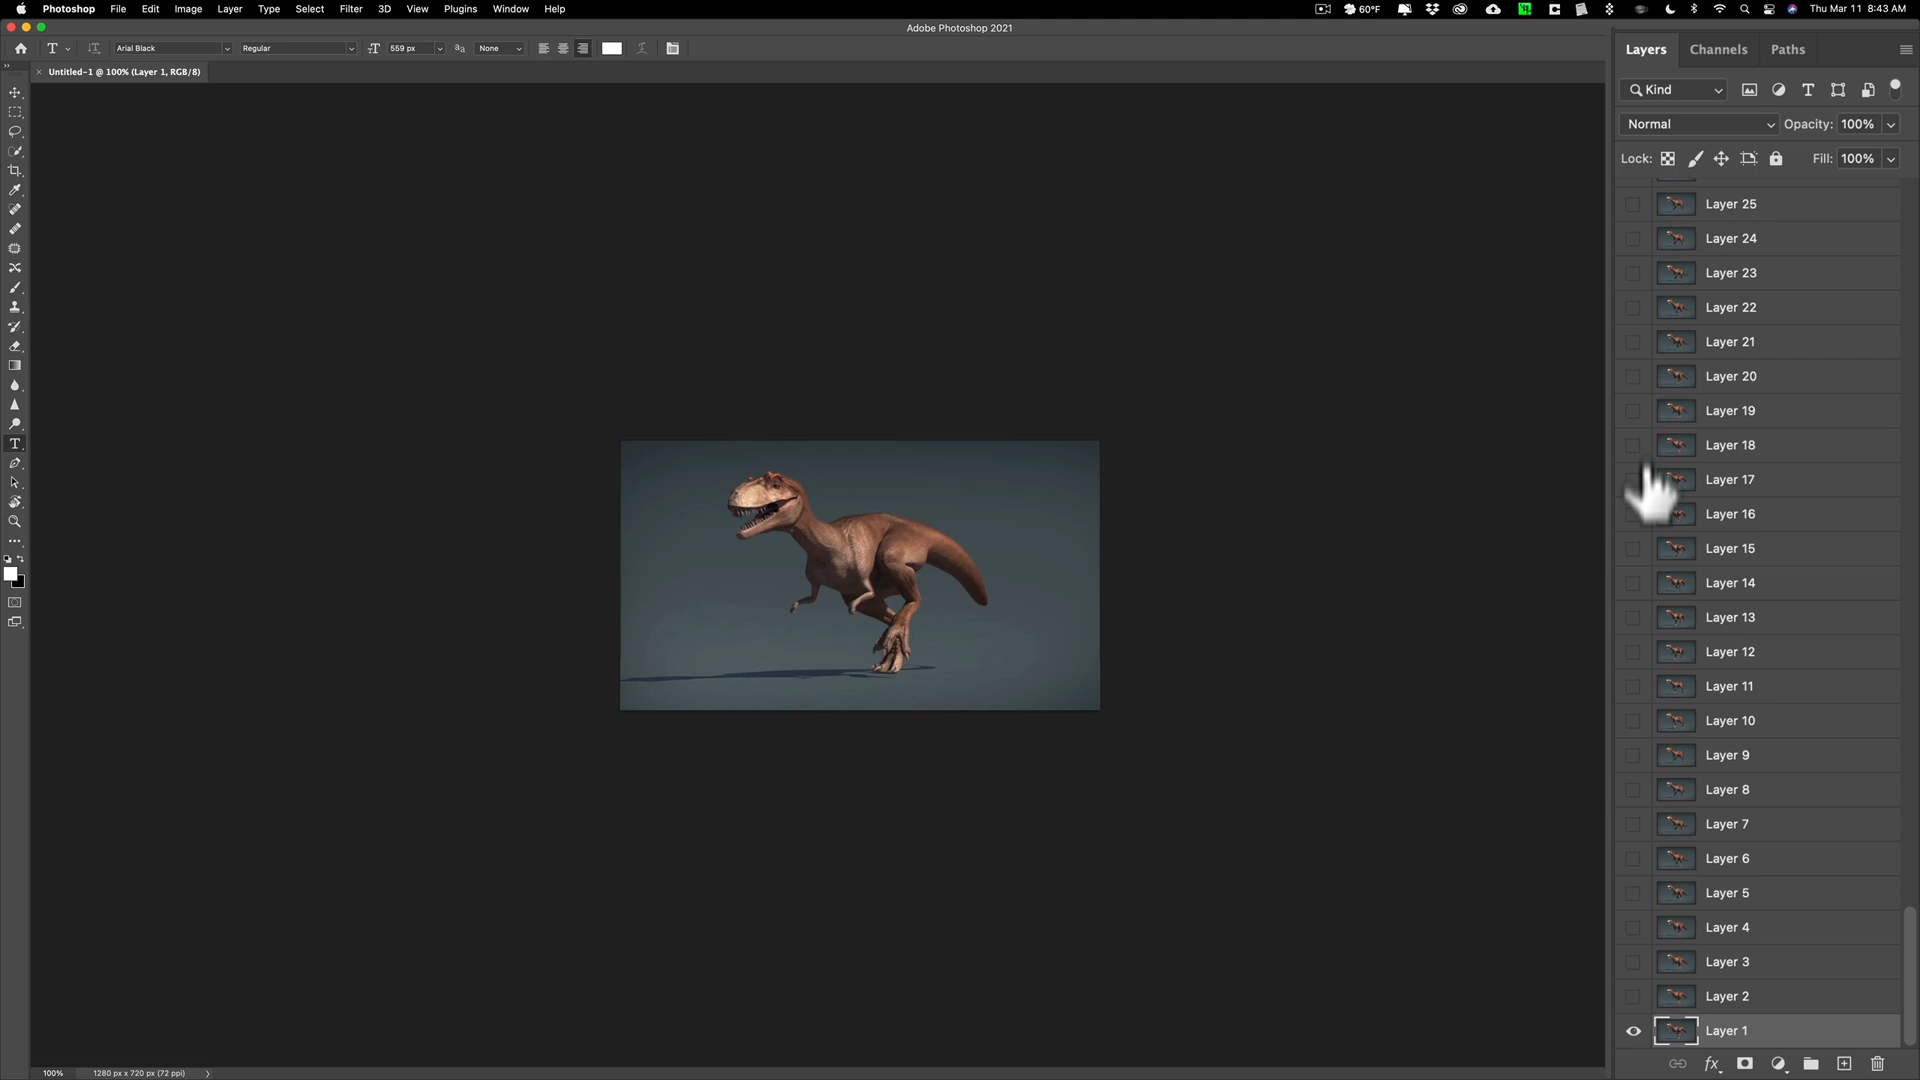 Photoshop File Edit Image Layer Type Select Filter 3D View Plugins Window Help 60°F Thu Mar 11 8:43 AM
Adobe Photoshop 2021
Arial Black Regular 559 px None
Untitled-1 @ 100% (Layer 1, RGB/8)
Layers Channels Paths
Kind
Normal Opacity: 100%
Lock: Fill: 100%
Layer 25
Layer 24
Layer 23
Layer 22
Layer 21
Layer 20
Layer 19
Layer 18
Layer 17
Layer 16
Layer 15
Layer 14
Layer 13
Layer 12
Layer 11
Layer 10
Layer 9
Layer 8
Layer 7
Layer 6
Layer 5
Layer 4
Layer 3
Layer 2
Layer 1
fx
100% 1280 px x 720 px (72 ppi)